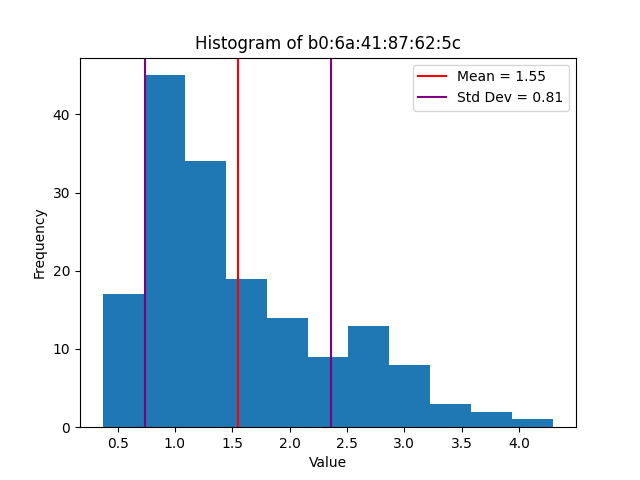 Histogram of b0:6a:41:87:62:5c
Mean = 1.55
Std Dev = 0.81
Frequency
40
30
20
10
0
0.5 1.0 1.5 2.0 2.5 3.0 3.5 4.0
Value